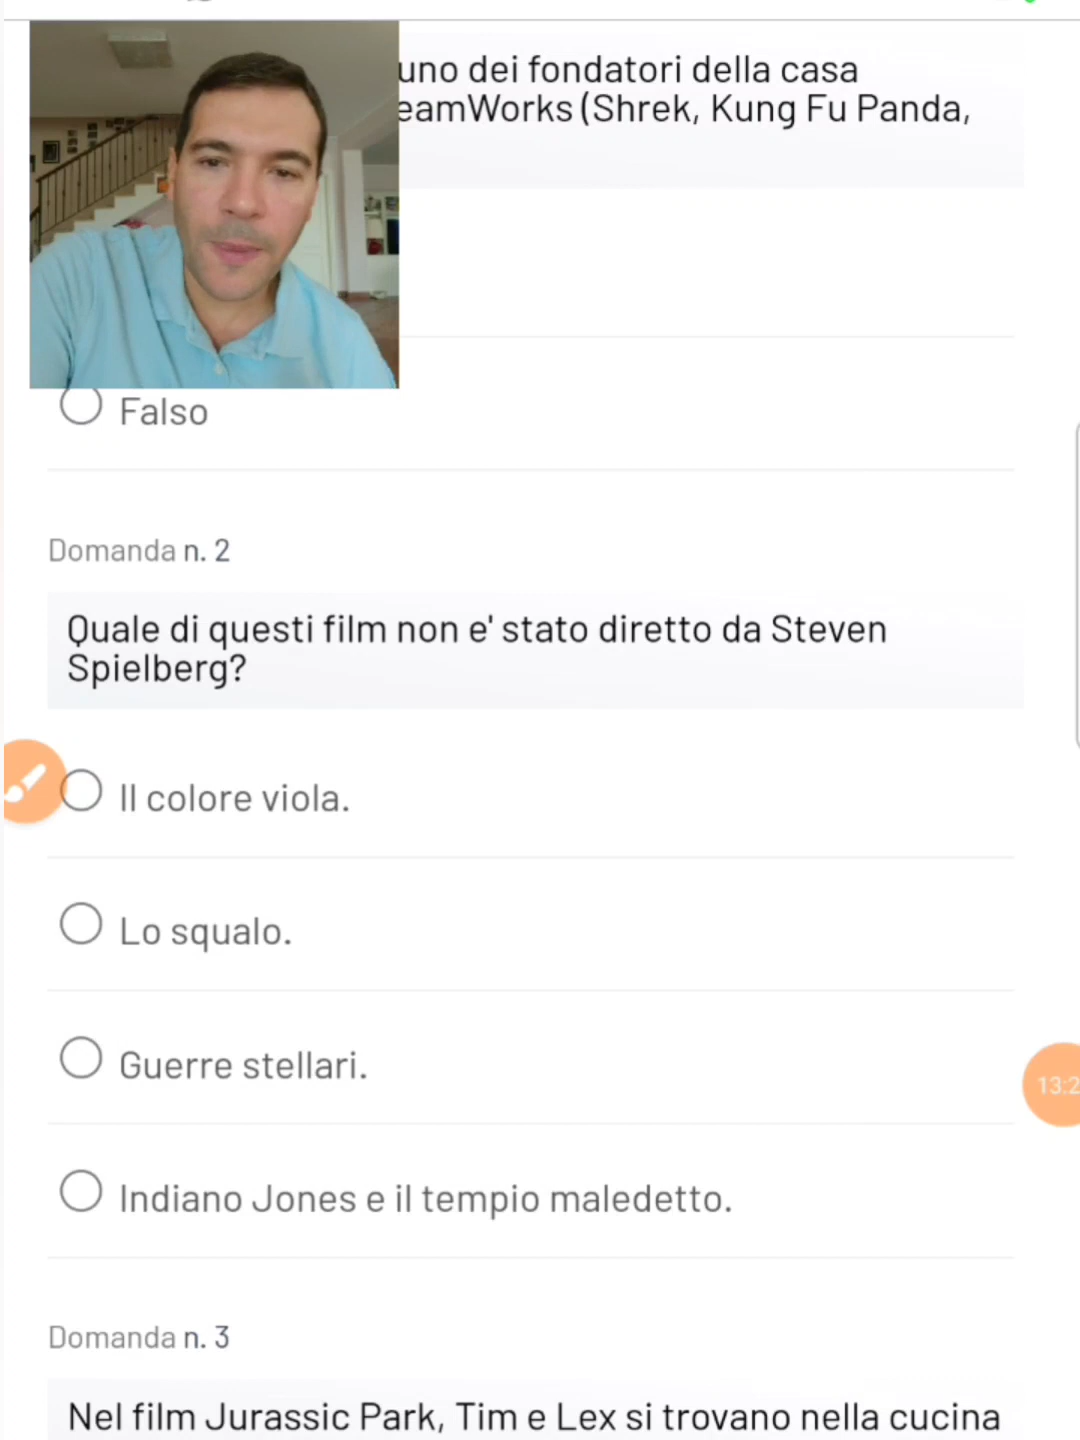 uno dei fondatori della casa
eamWorks (Shrek, Kung Fu Panda,
Falso
Domanda n. 2
Quale di questi film non e' stato diretto da Steven
Spielberg?
Il colore viola.
Lo squalo.
Guerre stellari.
Indiano Jones e il tempio maledetto.
13:2
Domanda n. 3
Nel film Jurassic Park, Tim e Lex si trovano nella cucina